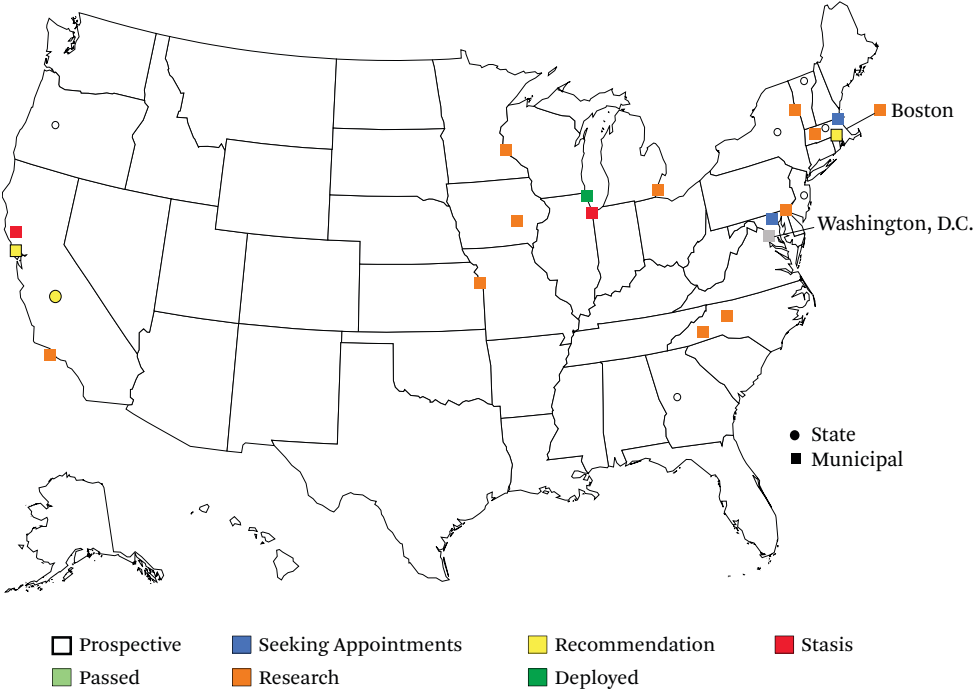 Boston
Washington, D.C.
State
Municipal
Prospective
Seeking Appointments
Recommendation
Stasis
Passed
Research
Deployed